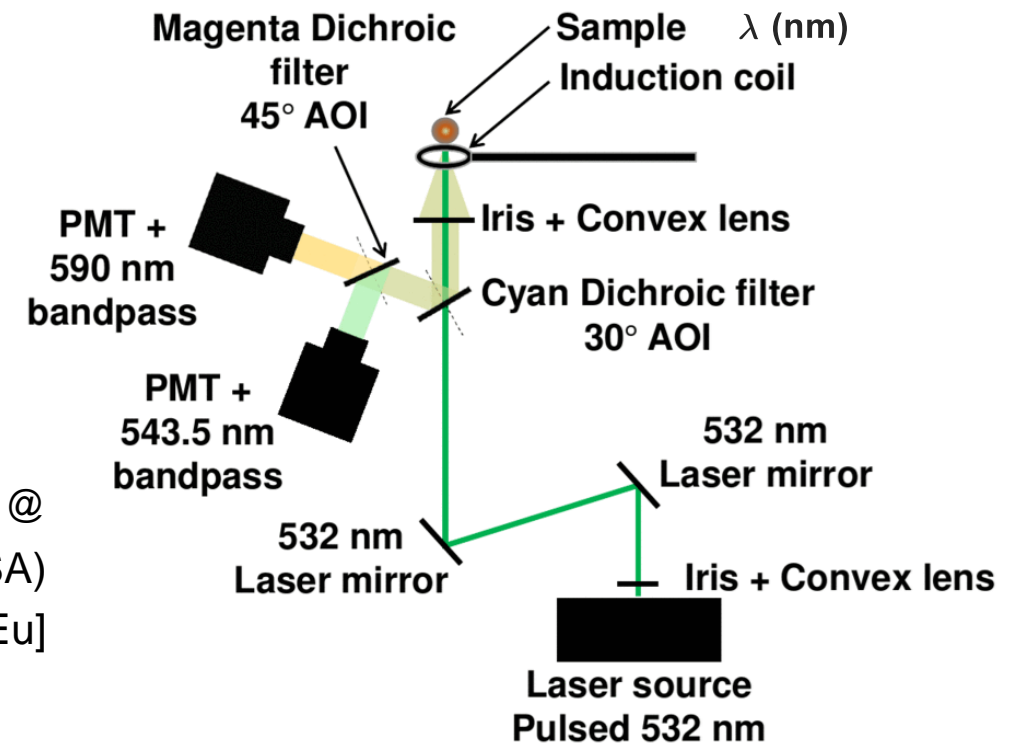 Magenta Dichroic
filter
45° AOI
Sample
λ (nm)
Induction coil
PMT +
590 nm
bandpass
Iris + Convex lens
Cyan Dichroic filter
30° AOI
PMT +
543.5 nm
bandpass
532 nm
Laser mirror
@
SA)
Eu]
532 nm
Laser mirror
Iris + Convex lens
Laser source
Pulsed 532 nm